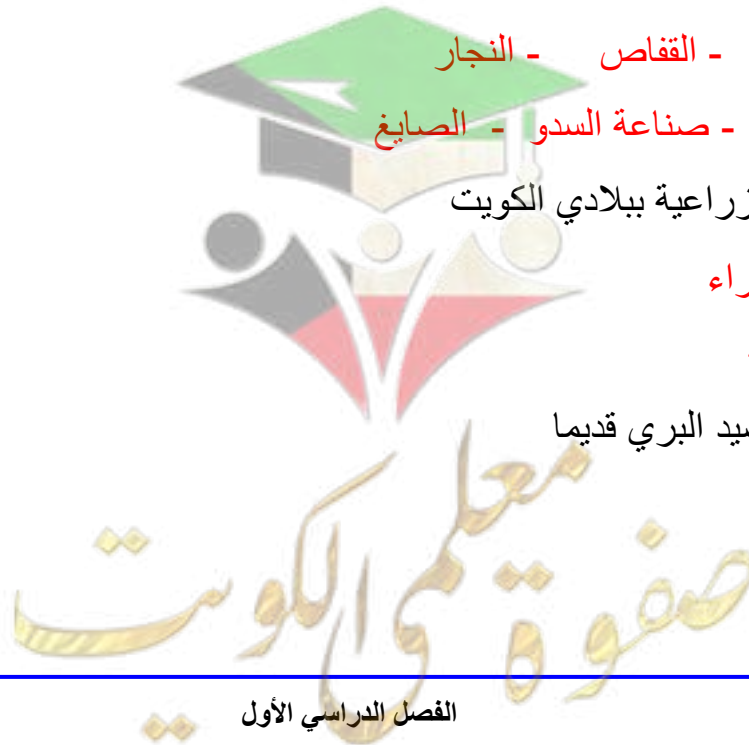 - القفاص - النجار
- صناعة السدو - الصايغ
زراعية ببلادي الكويت
راء
صيد البري قديما
صفوة معلمي الكويت
الفصل الدراسي الأول